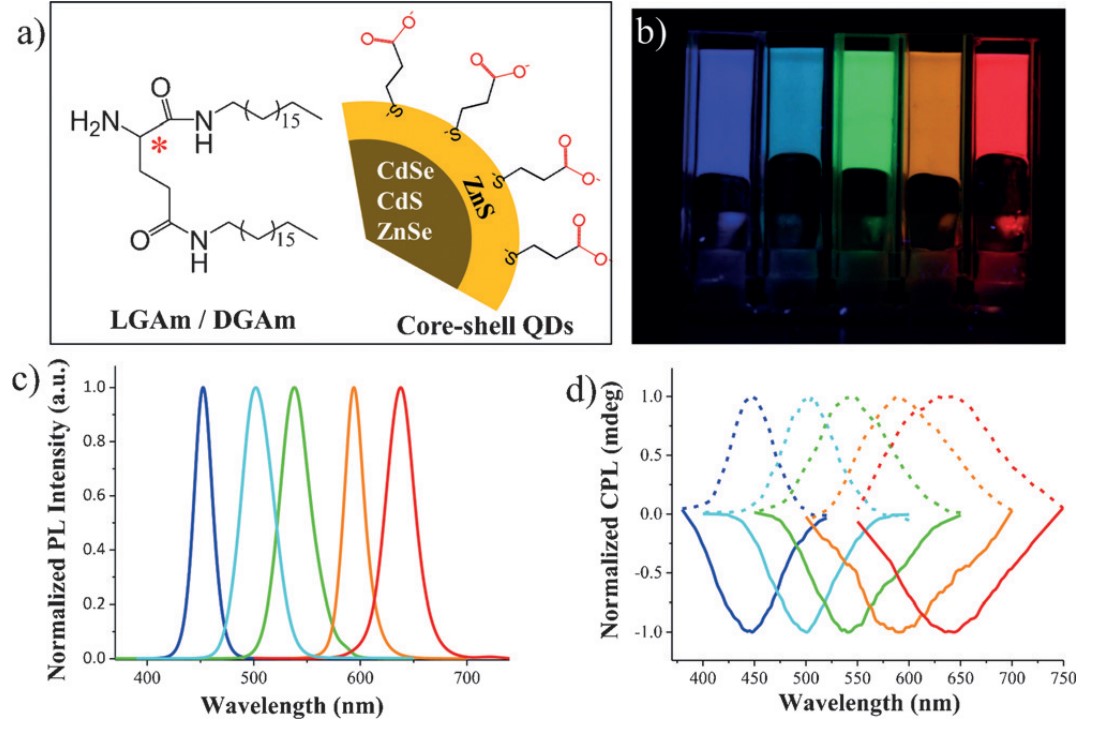 a)
O
H₂N
*
N
H
15
O
N
H
15
LGAm / DGAm
O
O⁻
S
O
O⁻
S
O
O⁻
S
O
O⁻
S
CdSe
CdS
ZnSe
ZnS
Core-shell QDs
b)
c)
Normalized PL Intensity (a.u.)
1.0
0.8
0.6
0.4
0.2
0.0
400 500 600 700
Wavelength (nm)
d)
Normalized CPL (mdeg)
1.0
0.5
0.0
-0.5
-1.0
400 450 500 550 600 650 700 750
Wavelength (nm)